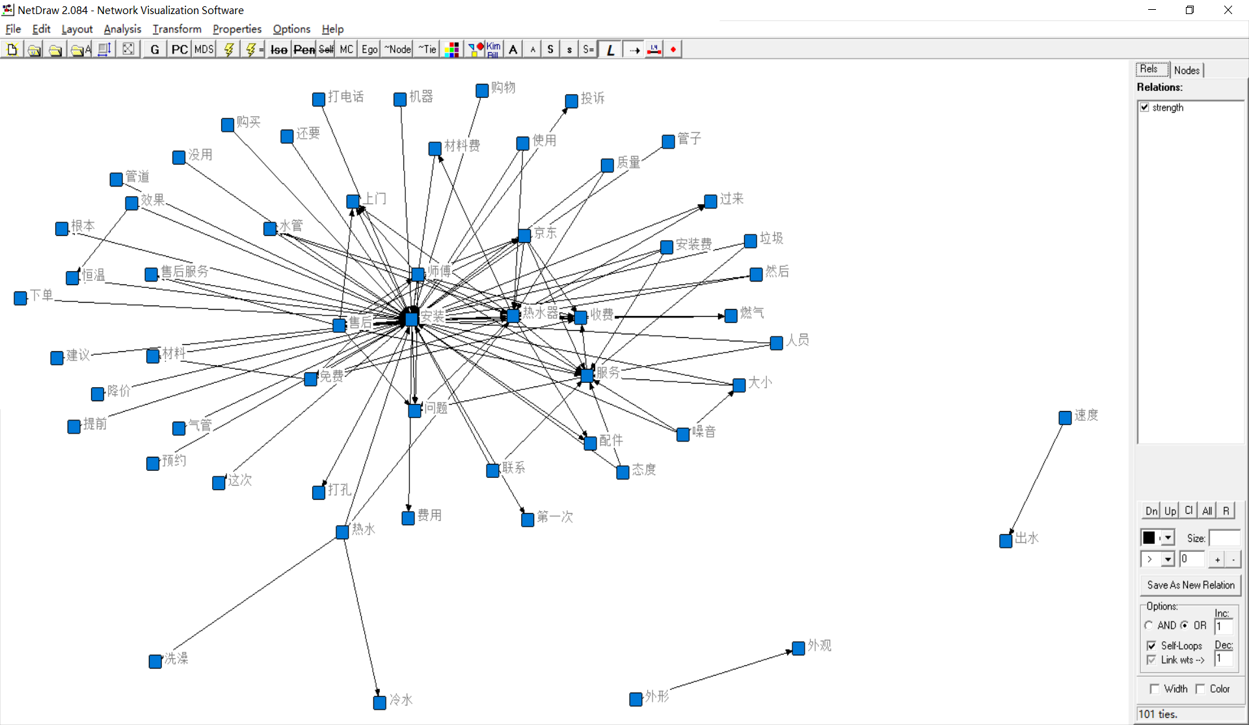 NetDraw 2.084 - Network Visualization Software
File Edit Layout Analysis Transform Properties Options Help
G PC MDS = Iso Pen Self MC Ego ~Node ~Tie Kim Bill A A S s S= L
Rels Nodes
Relations:
strength
打电话
机器
购物
投诉
购买
还要
材料费
使用
管子
没用
质量
管道
效果
上门
过来
根本
水管
京东
安装费
垃圾
恒温
售后服务
师傅
然后
下单
售后
安装
热水器
收费
燃气
人员
建议
材料
免费
服务
大小
降价
问题
提前
气管
噪音
配件
速度
预约
这次
联系
态度
打孔
费用
第一次
热水
出水
洗澡
外观
外形
冷水
Dn Up Cl All R
Size:
> 0 + -
Save As New Relation
Options:
AND OR
Inc:
1
Self-Loops
Dec:
Link wts -->
1
Width Color
101 ties.